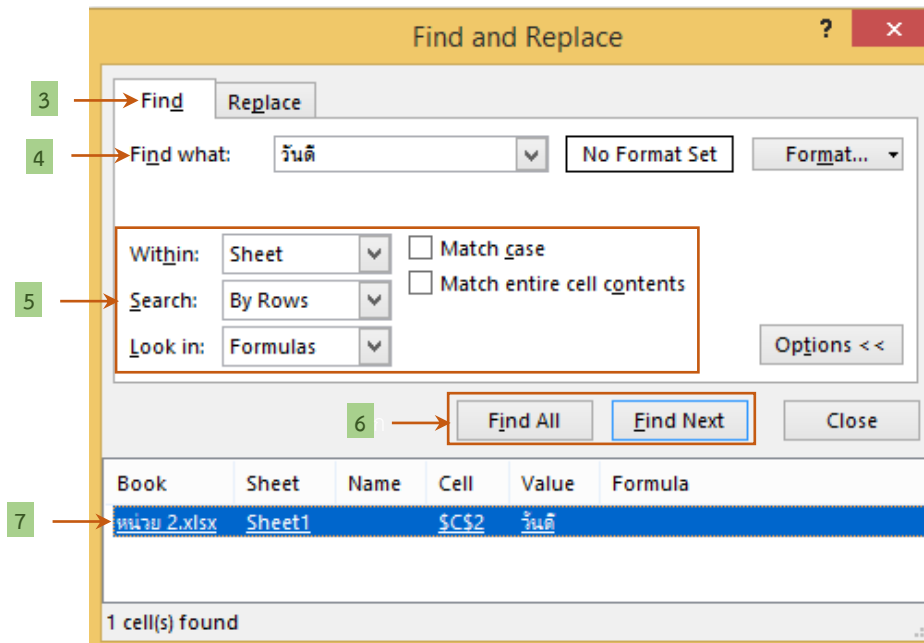 Find and Replace ? ×
3 Find Replace
4 Find what: วันดี No Format Set Format...
Within: Sheet Match case
Match entire cell contents
5 Search: By Rows
Look in: Formulas
Options <<
6 Find All Find Next Close
Book Sheet Name Cell Value Formula
7 หน่วย 2.xlsx Sheet1 $C$2 วันดี
1 cell(s) found